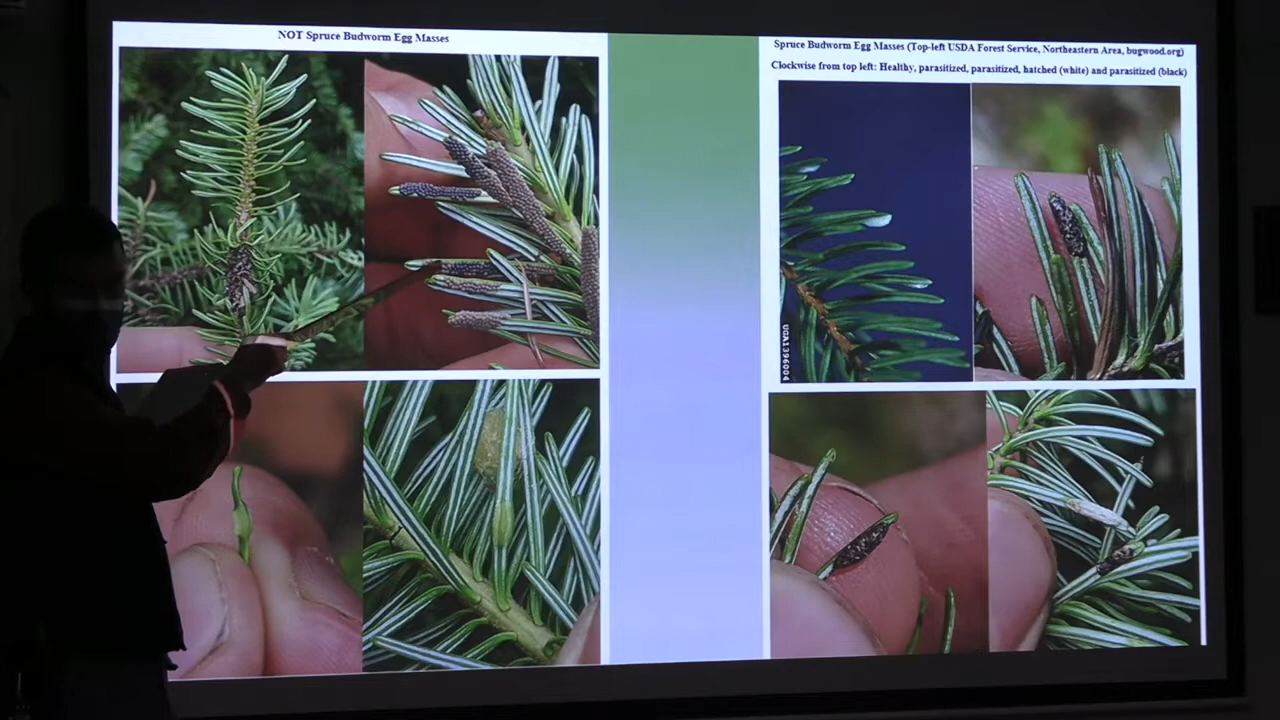 NOT Spruce Budworm Egg Masses
Spruce Budworm Egg Masses (Top-left USDA Forest Service, Northeastern Area, bugwood.org)
Clockwise from top left: Healthy, parasitized, parasitized, hatched (white) and parasitized (black)
UGA1396004